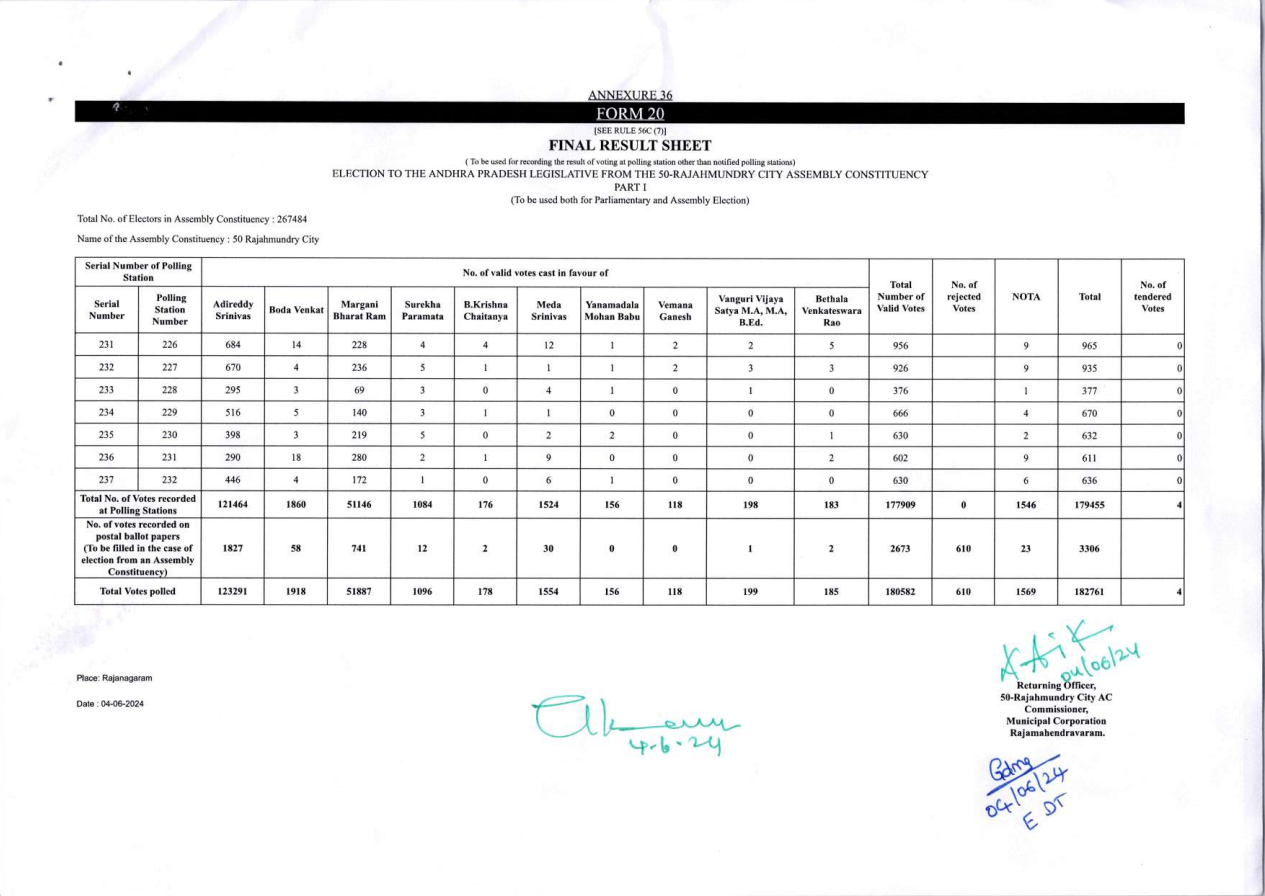 ANNEXURE 36
FORM 20
[SEE RULE 56C (7)]
FINAL RESULT SHEET
( To be used for recording the result of voting at polling station other than notified polling stations)
ELECTION TO THE ANDHRA PRADESH LEGISLATIVE FROM THE 50-RAJAHMUNDRY CITY ASSEMBLY CONSTITUENCY
PART I
(To be used both for Parliamentary and Assembly Election)
Total No. of Electors in Assembly Constituency : 267484
Name of the Assembly Constituency : 50 Rajahmundry City
Serial Number of Polling Station | No. of valid votes cast in favour of | Total Number of Valid Votes | No. of rejected Votes | NOTA | Total | No. of tendered Votes
Serial Number | Polling Station Number | Adireddy Srinivas | Boda Venkat | Margani Bharat Ram | Surekha Paramata | B.Krishna Chaitanya | Meda Srinivas | Yanamadala Mohan Babu | Vemana Ganesh | Vanguri Vijaya Satya M.A, M.A, B.Ed. | Bethala Venkateswara Rao
231 226 684 14 228 4 4 12 1 2 2 5 956 9 965 0
232 227 670 4 236 5 1 1 1 2 3 3 926 9 935 0
233 228 295 3 69 3 0 4 1 0 1 0 376 1 377 0
234 229 516 5 140 3 1 1 0 0 0 0 666 4 670 0
235 230 398 3 219 5 0 2 2 0 0 1 630 2 632 0
236 231 290 18 280 2 1 9 0 0 0 2 602 9 611 0
237 232 446 4 172 1 0 6 1 0 0 0 630 6 636 0
Total No. of Votes recorded at Polling Stations 121464 1860 51146 1084 176 1524 156 118 198 183 177909 0 1546 179455 4
No. of votes recorded on postal ballot papers (To be filled in the case of election from an Assembly Constituency) 1827 58 741 12 2 30 0 0 1 2 2673 610 23 3306
Total Votes polled 123291 1918 51887 1096 178 1554 156 118 199 185 180582 610 1569 182761 4
Place: Rajanagaram
Date : 04-06-2024
4-6-24
04/06/24
Returning Officer,
50-Rajahmundry City AC
Commissioner,
Municipal Corporation
Rajamahendravaram.
04/06/24
E DT